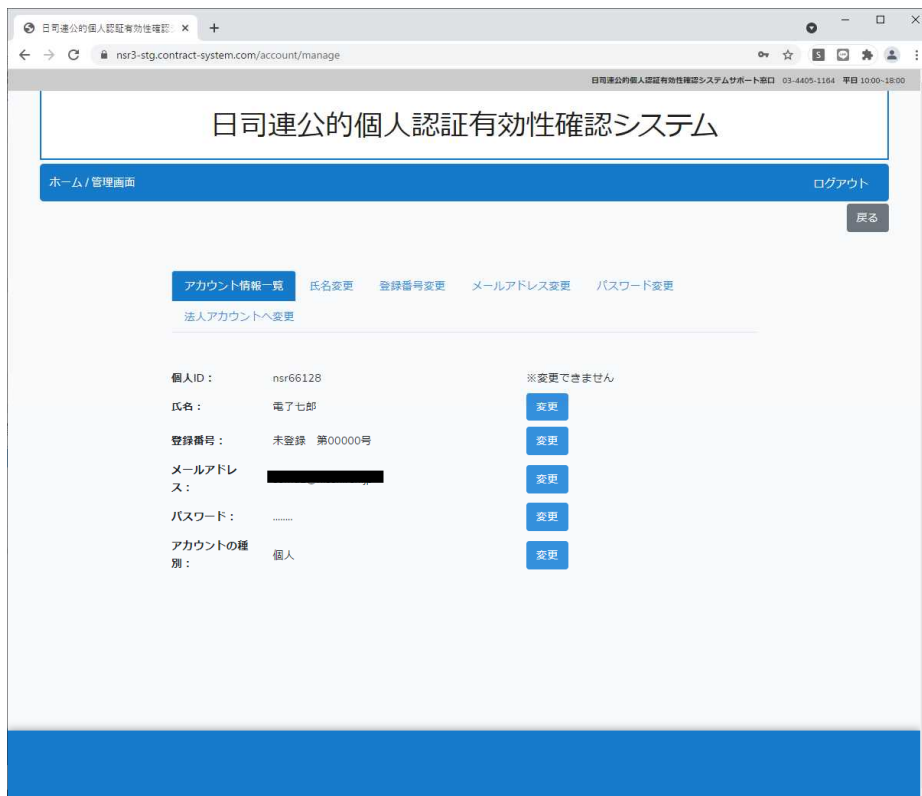 日司連公的個人認証有効性確認
nsr3-stg.contract-system.com/account/manage
日司連公的個人認証有効性確認システムサポート窓口 03-4405-1164 平日 10:00~18:00
日司連公的個人認証有効性確認システム
ホーム / 管理画面 ログアウト
戻る
アカウント情報一覧 氏名変更 登録番号変更 メールアドレス変更 パスワード変更
法人アカウントへ変更
個人ID： nsr66128 ※変更できません
氏名： 電子七郎 変更
登録番号： 未登録 第00000号 変更
メールアドレ
ス： 変更
パスワード： ........ 変更
アカウントの種
別： 個人 変更